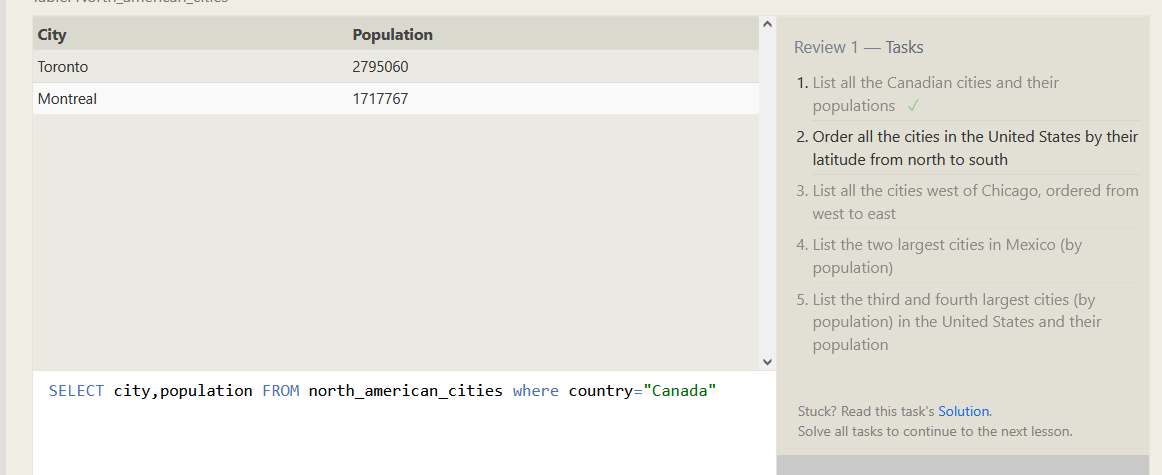 Table: North_american_cities
City Population
Toronto 2795060
Montreal 1717767
SELECT city,population FROM north_american_cities where country="Canada"
Review 1 — Tasks
1. List all the Canadian cities and their
populations ✓
2. Order all the cities in the United States by their
latitude from north to south
3. List all the cities west of Chicago, ordered from
west to east
4. List the two largest cities in Mexico (by
population)
5. List the third and fourth largest cities (by
population) in the United States and their
population
Stuck? Read this task's Solution.
Solve all tasks to continue to the next lesson.